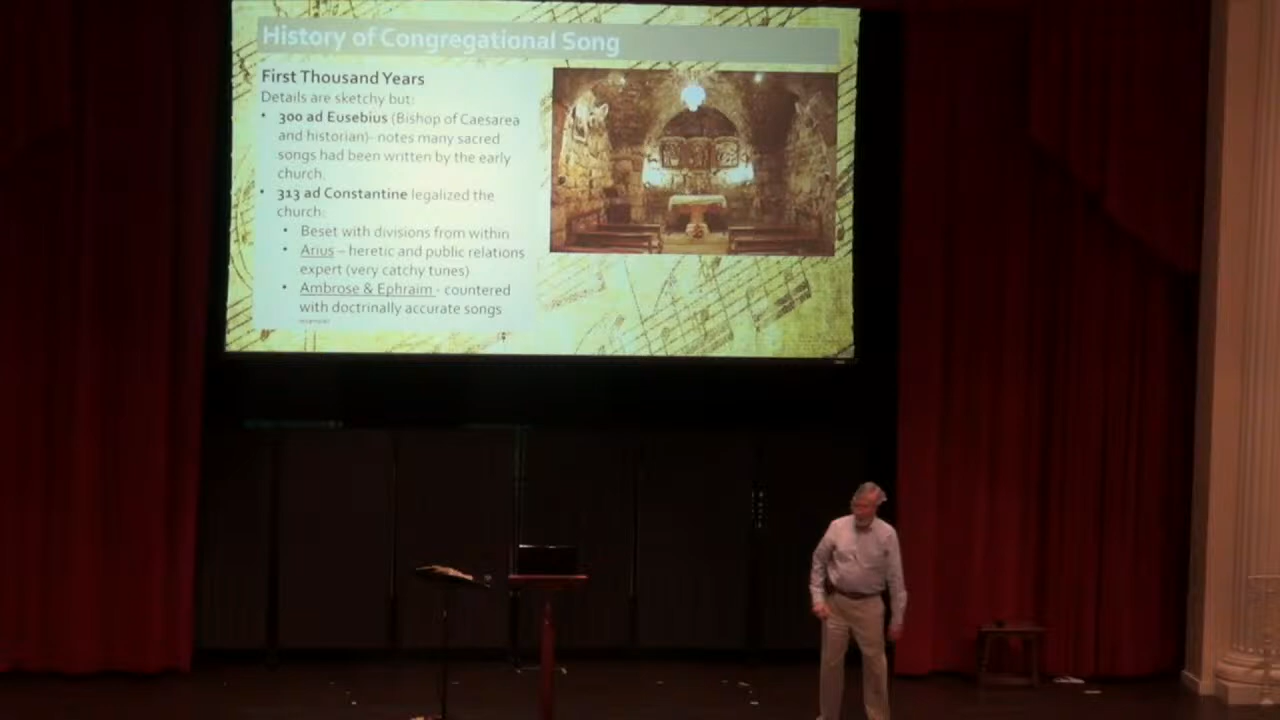 History of Congregational Song
First Thousand Years
Details are sketchy but:
• 300 ad Eusebius (Bishop of Caesarea
and historian)- notes many sacred
songs had been written by the early
church.
• 313 ad Constantine legalized the
church:
• Beset with divisions from within
• Arius – heretic and public relations
expert (very catchy tunes)
• Ambrose & Ephraim - countered
with doctrinally accurate songs